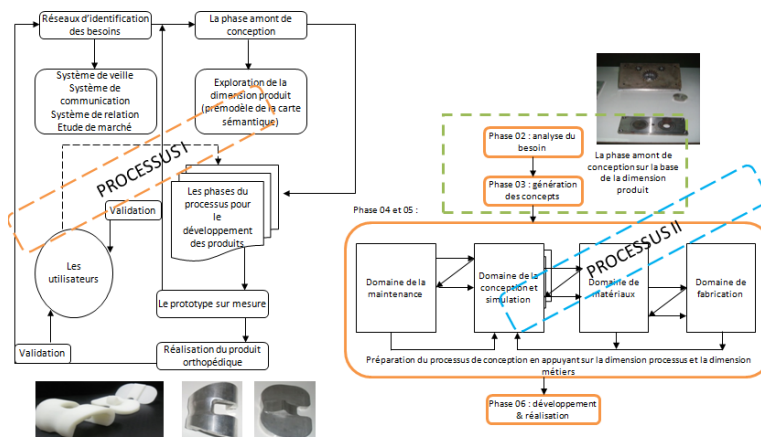 Réseaux d'identification
des besoins
La phase amont de
conception
Système de veille
Système de
communication
Système de relation
Etude de marché
Exploration de la
dimension produit
(prémodèle de la carte
sémantique)
PROCESSUS I
Les phases du
processus pour
le
développement
des produits
Validation
Les
utilisateurs
Le prototype sur mesure
Validation
Réalisation du produit
orthopédique
Phase 02 : analyse du
besoin
Phase 03 : génération
des concepts
La phase amont de
conception sur la base
de la dimension
produit
Phase 04 et 05 :
PROCESSUS II
Domaine de la
maintenance
Domaine de la
conception et
simulation
Domaine de
matériaux
Domaine de
fabrication
Préparation du processus de conception en appuyant sur la dimension processus et la dimension
métiers
Phase 06 : développement
& réalisation